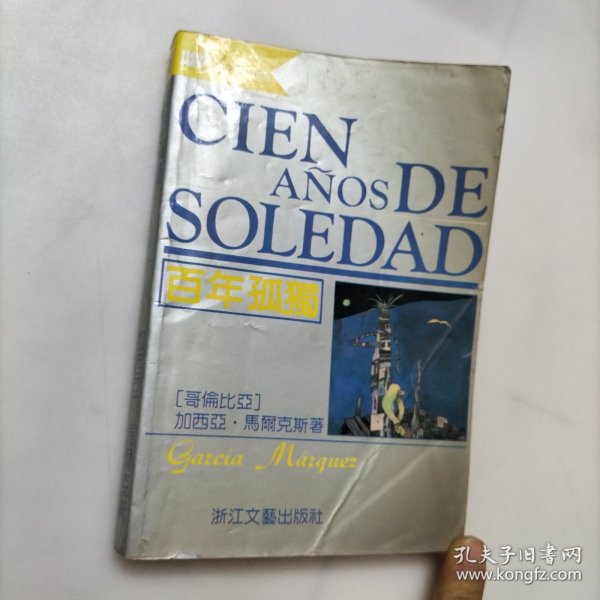 CIEN
AÑOS DE
SOLEDAD
百年孤獨
[哥倫比亞]
加西亞·馬爾克斯著
García Márquez
浙江文藝出版社
孔夫子旧书网
www.kongfz.com